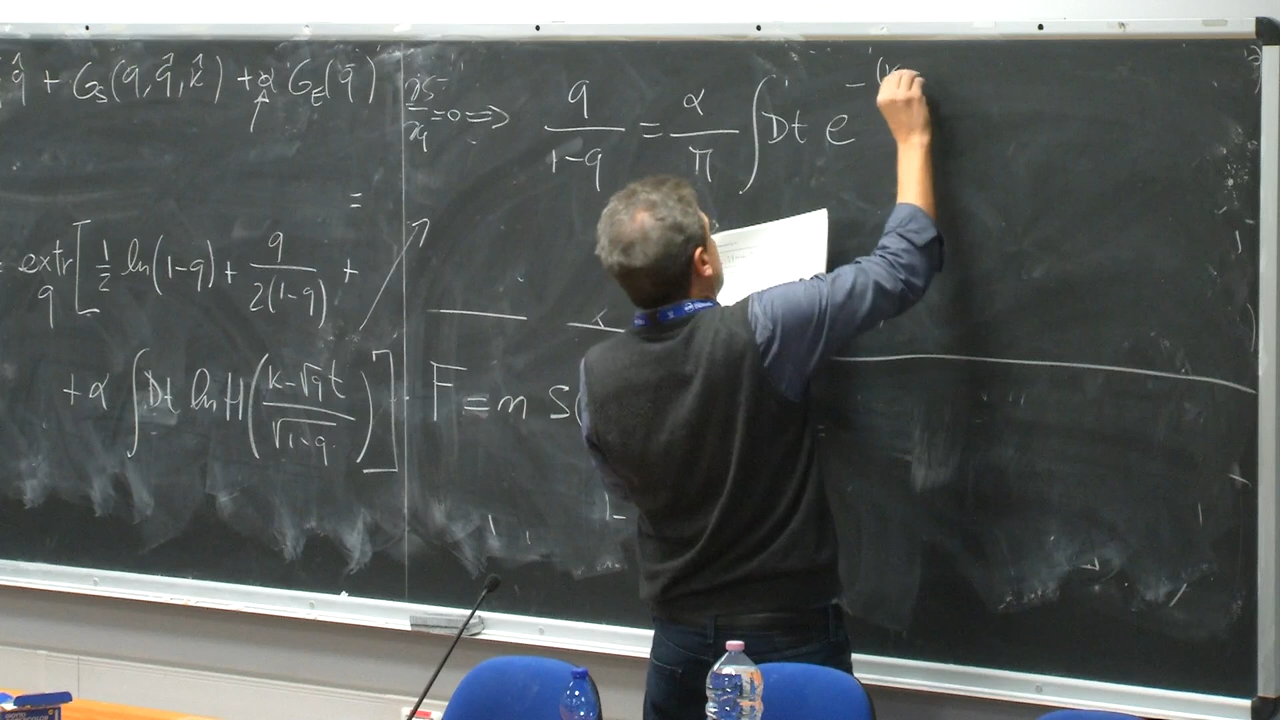 q̂ + G_S(q, q̂, k̂) + α G_E(q̄)
=
= extr_q [ 1/2 ln(1-q) + q/(2(1-q)) +
+ α ∫ Dt ln H( (K-√q t)/√(1-q) ) ]
=0 ⟹ q/(1-q) = α/π ∫ Dt e^-(
F = m S(